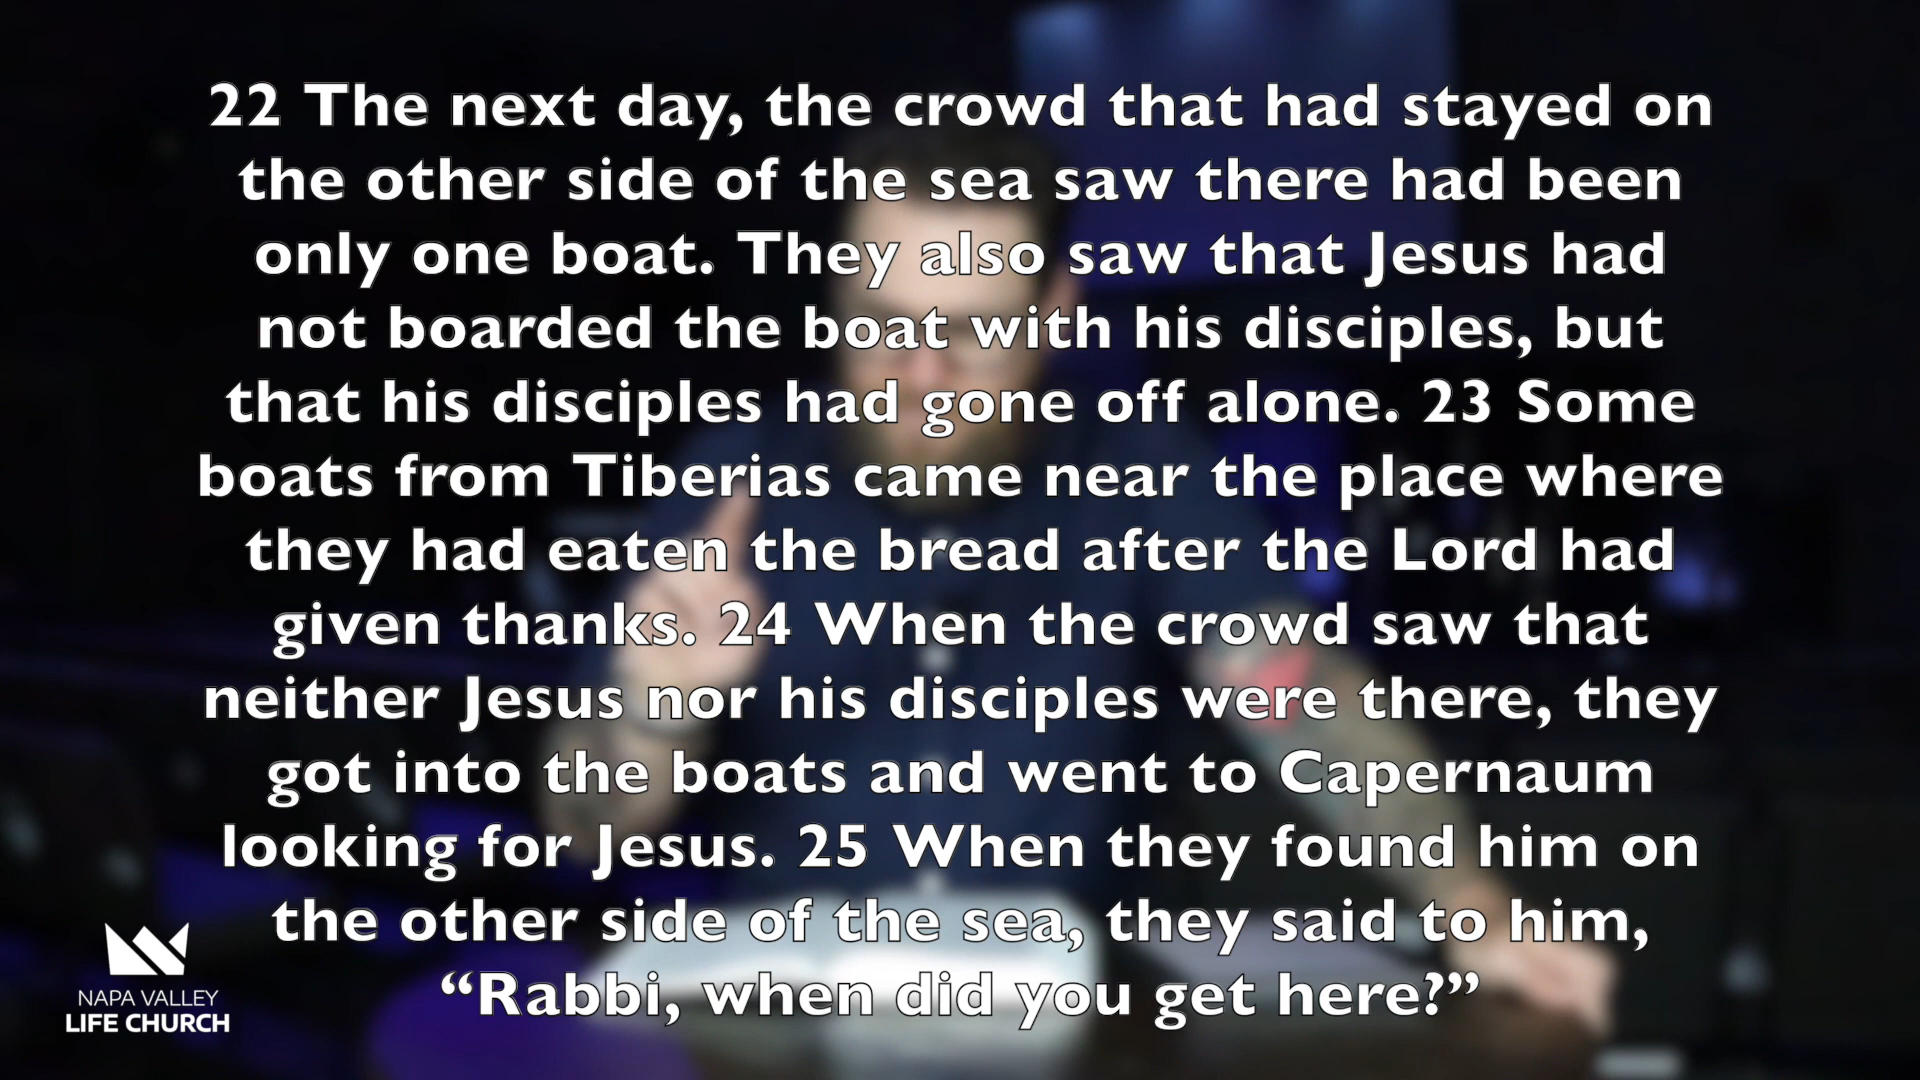 22 The next day, the crowd that had stayed on
the other side of the sea saw there had been
only one boat. They also saw that Jesus had
not boarded the boat with his disciples, but
that his disciples had gone off alone. 23 Some
boats from Tiberias came near the place where
they had eaten the bread after the Lord had
given thanks. 24 When the crowd saw that
neither Jesus nor his disciples were there, they
got into the boats and went to Capernaum
looking for Jesus. 25 When they found him on
the other side of the sea, they said to him,
“Rabbi, when did you get here?”
NAPA VALLEY
LIFE CHURCH